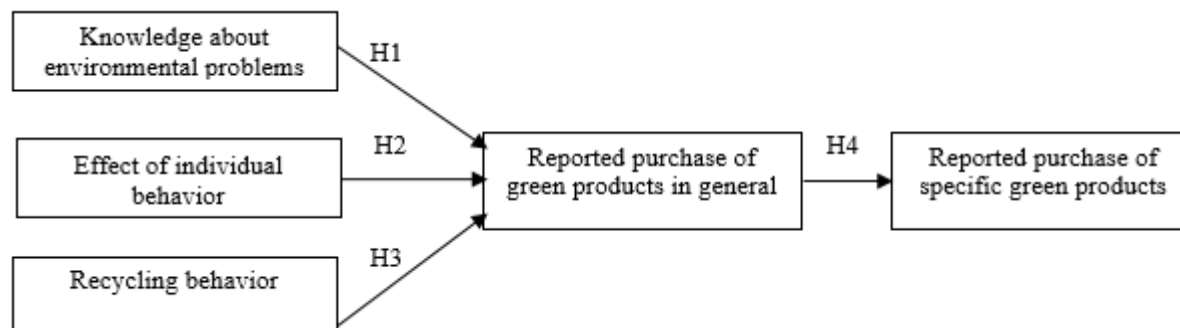 Knowledge about
environmental problems
H1
Effect of individual
behavior
H2
Recycling behavior
H3
Reported purchase of
green products in general
H4
Reported purchase of
specific green products